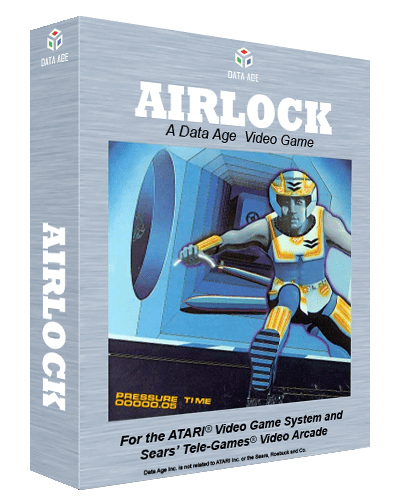 DATA AGE
AIRLOCK
DATA AGE
AIRLOCK
A Data Age Video Game
PRESSURE TIME
00000.05
For the ATARI® Video Game System and
Sears' Tele-Games® Video Arcade
Data Age Inc. is not related to ATARI Inc. or the Sears, Roebuck and Co.